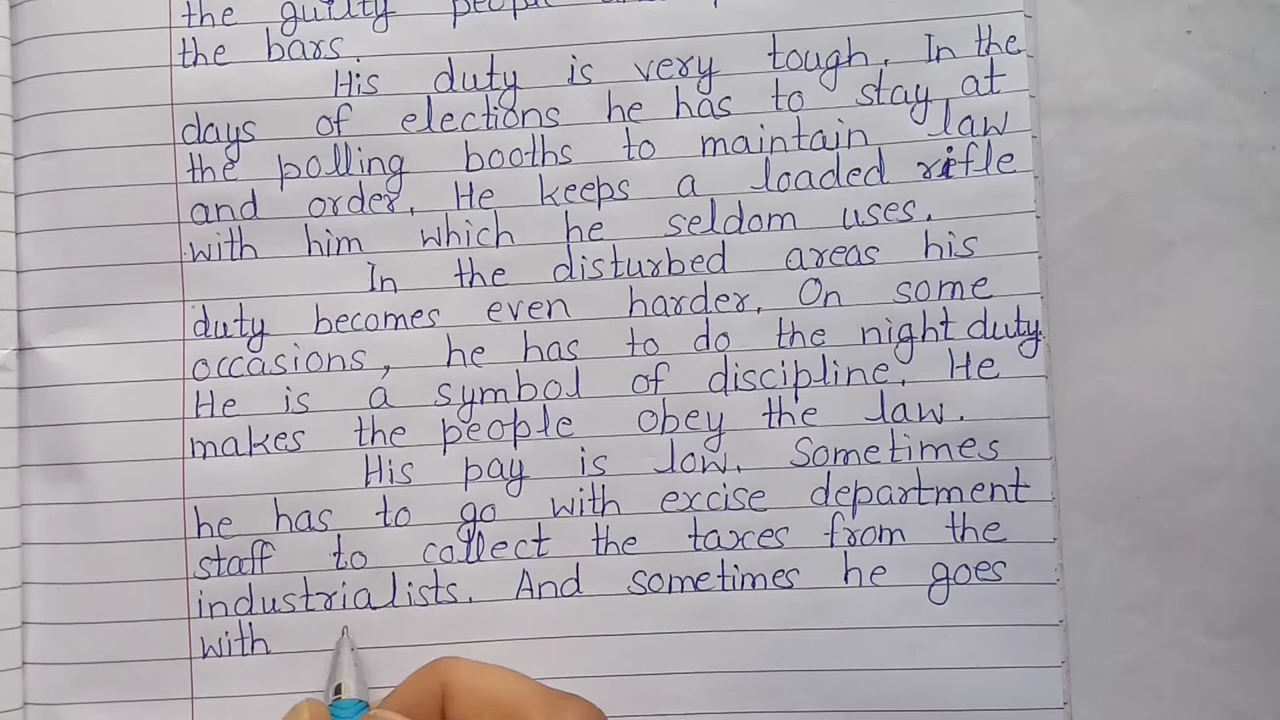 the guilty people
the bars.
His duty is very tough. In the
days of elections he has to stay at
the polling booths to maintain law
and order. He keeps a loaded rifle
with him which he seldom uses.
In the disturbed areas his
duty becomes even harder. On some
occasions, he has to do the night duty.
He is a symbol of discipline. He
makes the people obey the law.
His pay is low. Sometimes
he has to go with excise department
staff to collect the taxes from the
industrialists. And sometimes he goes
with